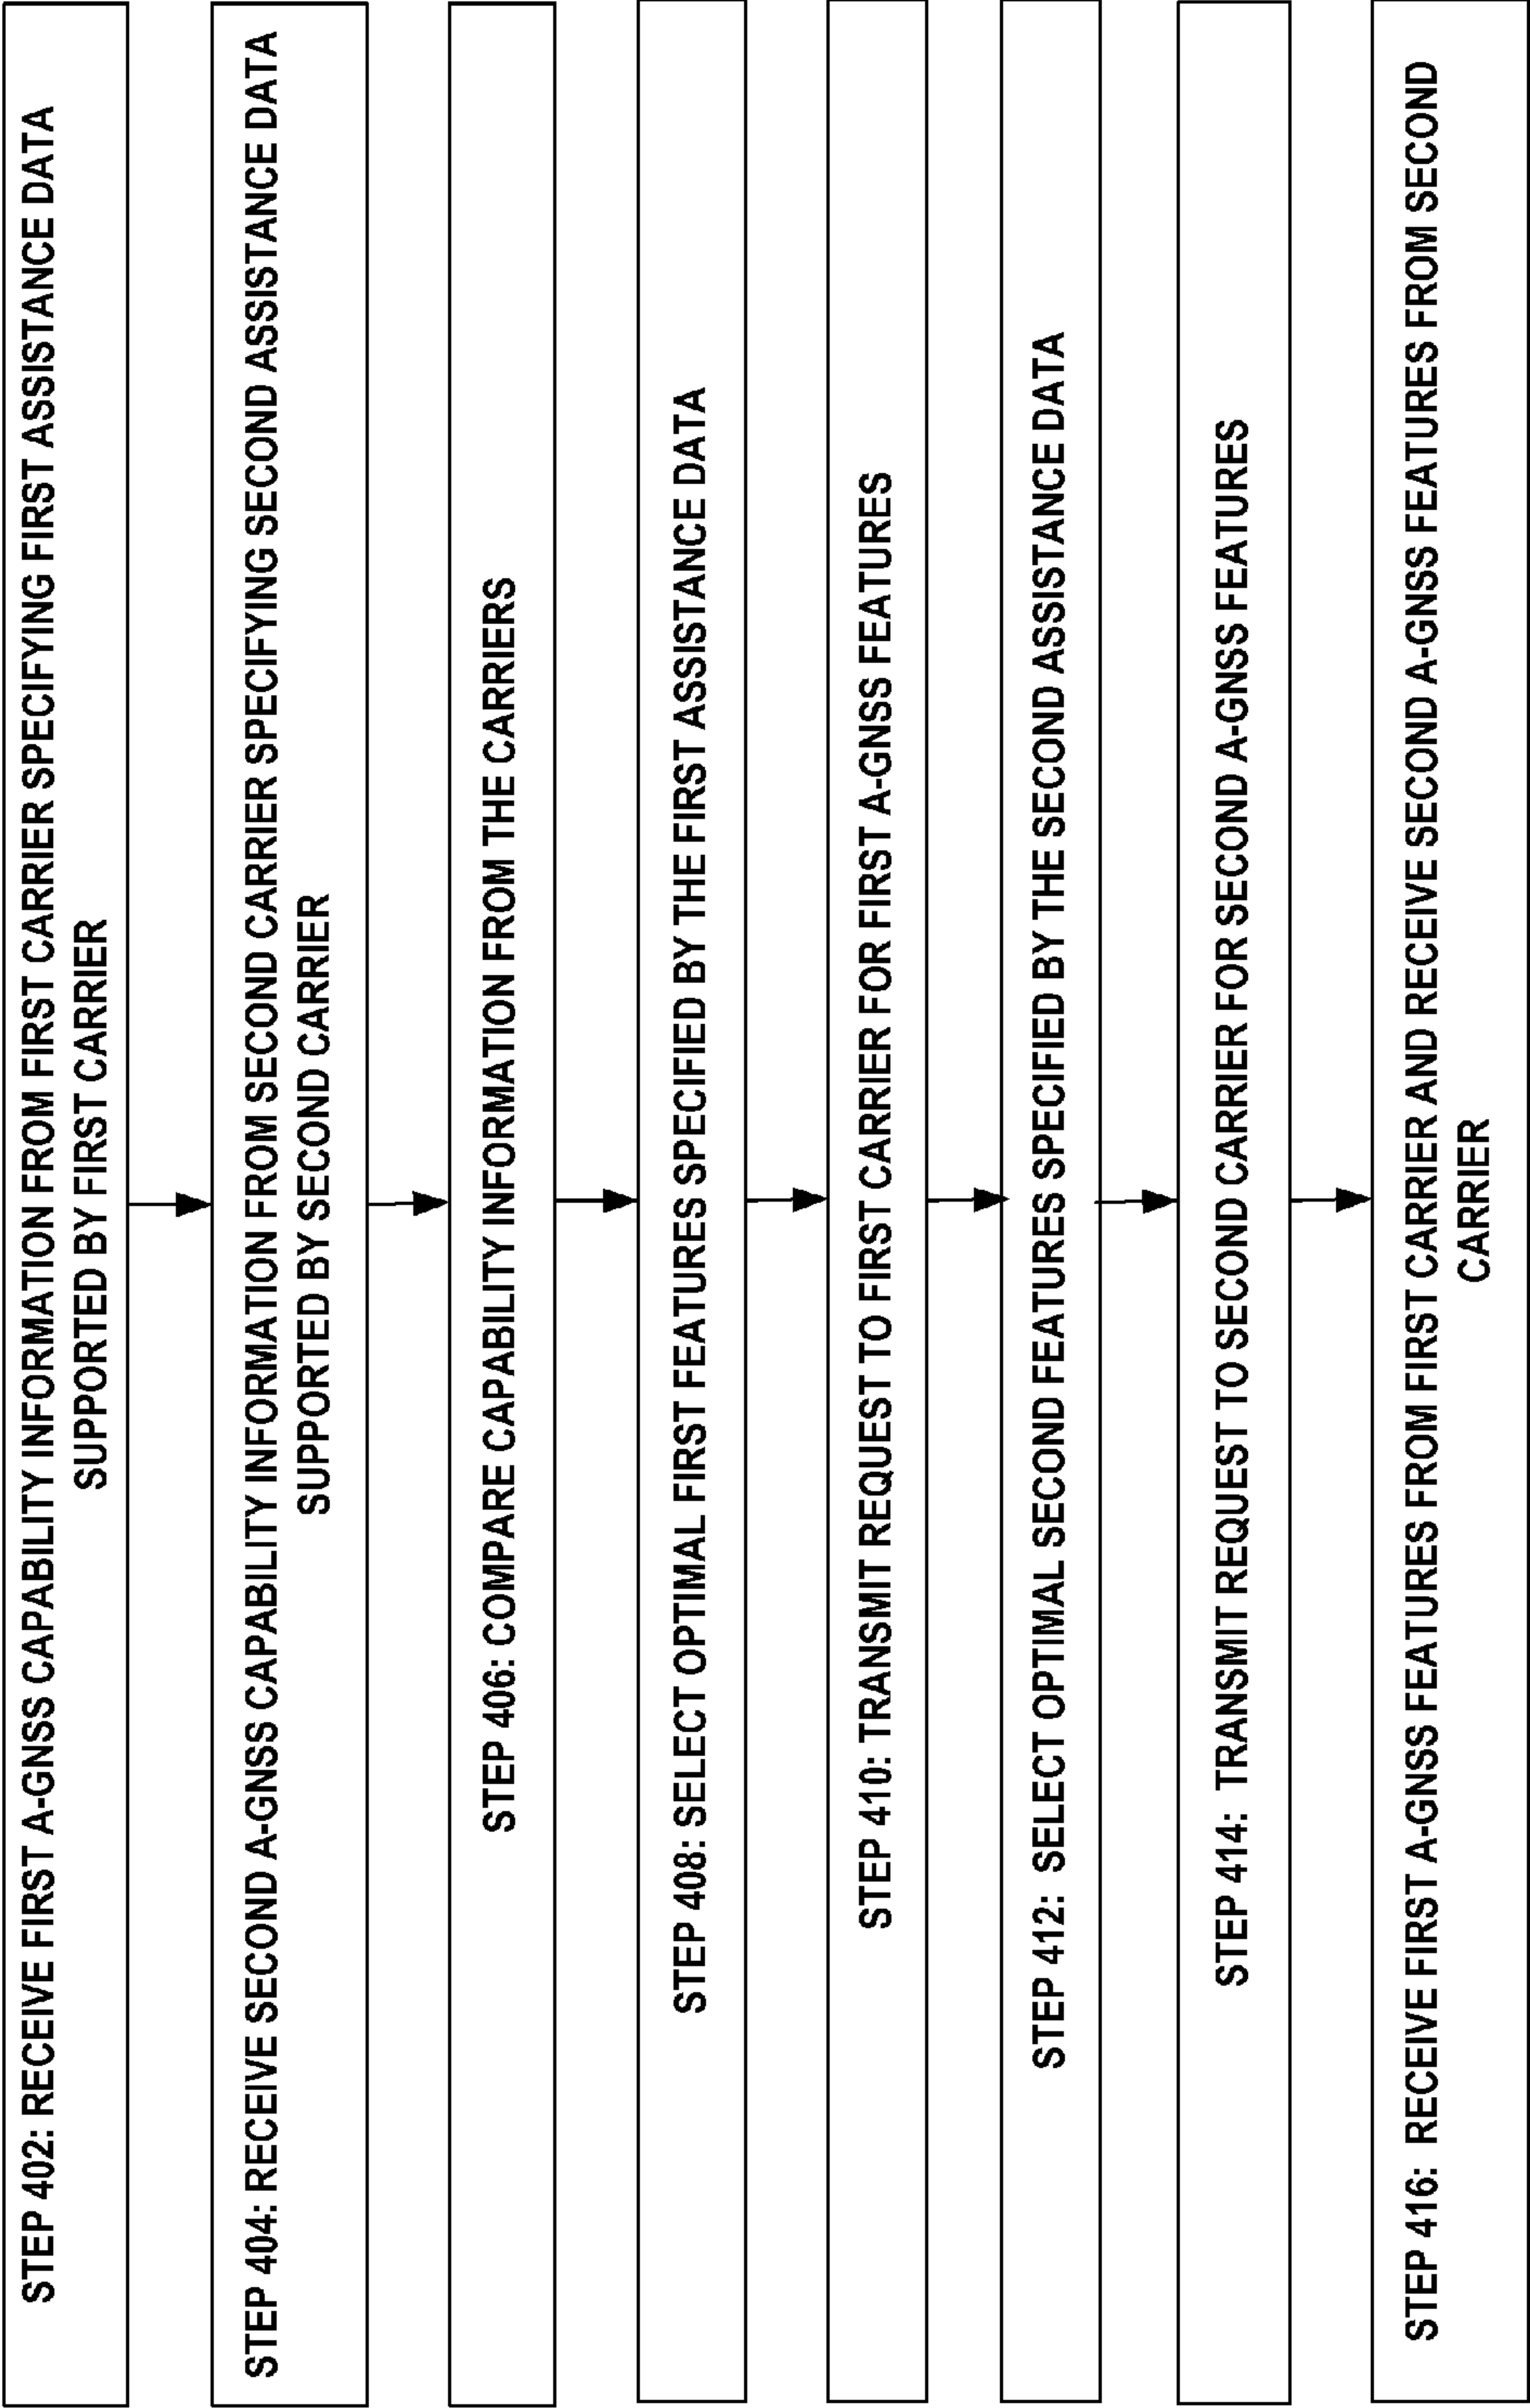 STEP 402: RECEIVE FIRST A-GNSS CAPABILITY INFORMATION FROM FIRST CARRIER SPECIFYING FIRST ASSISTANCE DATA
SUPPORTED BY FIRST CARRIER
STEP 404: RECEIVE SECOND A-GNSS CAPABILITY INFORMATION FROM SECOND CARRIER SPECIFYING SECOND ASSISTANCE DATA
SUPPORTED BY SECOND CARRIER
STEP 406: COMPARE CAPABILITY INFORMATION FROM THE CARRIERS
STEP 408: SELECT OPTIMAL FIRST FEATURES SPECIFIED BY THE FIRST ASSISTANCE DATA
STEP 410: TRANSMIT REQUEST TO FIRST CARRIER FOR FIRST A-GNSS FEATURES
STEP 412: SELECT OPTIMAL SECOND FEATURES SPECIFIED BY THE SECOND ASSISTANCE DATA
STEP 414: TRANSMIT REQUEST TO SECOND CARRIER FOR SECOND A-GNSS FEATURES
STEP 416: RECEIVE FIRST A-GNSS FEATURES FROM FIRST CARRIER AND RECEIVE SECOND A-GNSS FEATURES FROM SECOND
CARRIER